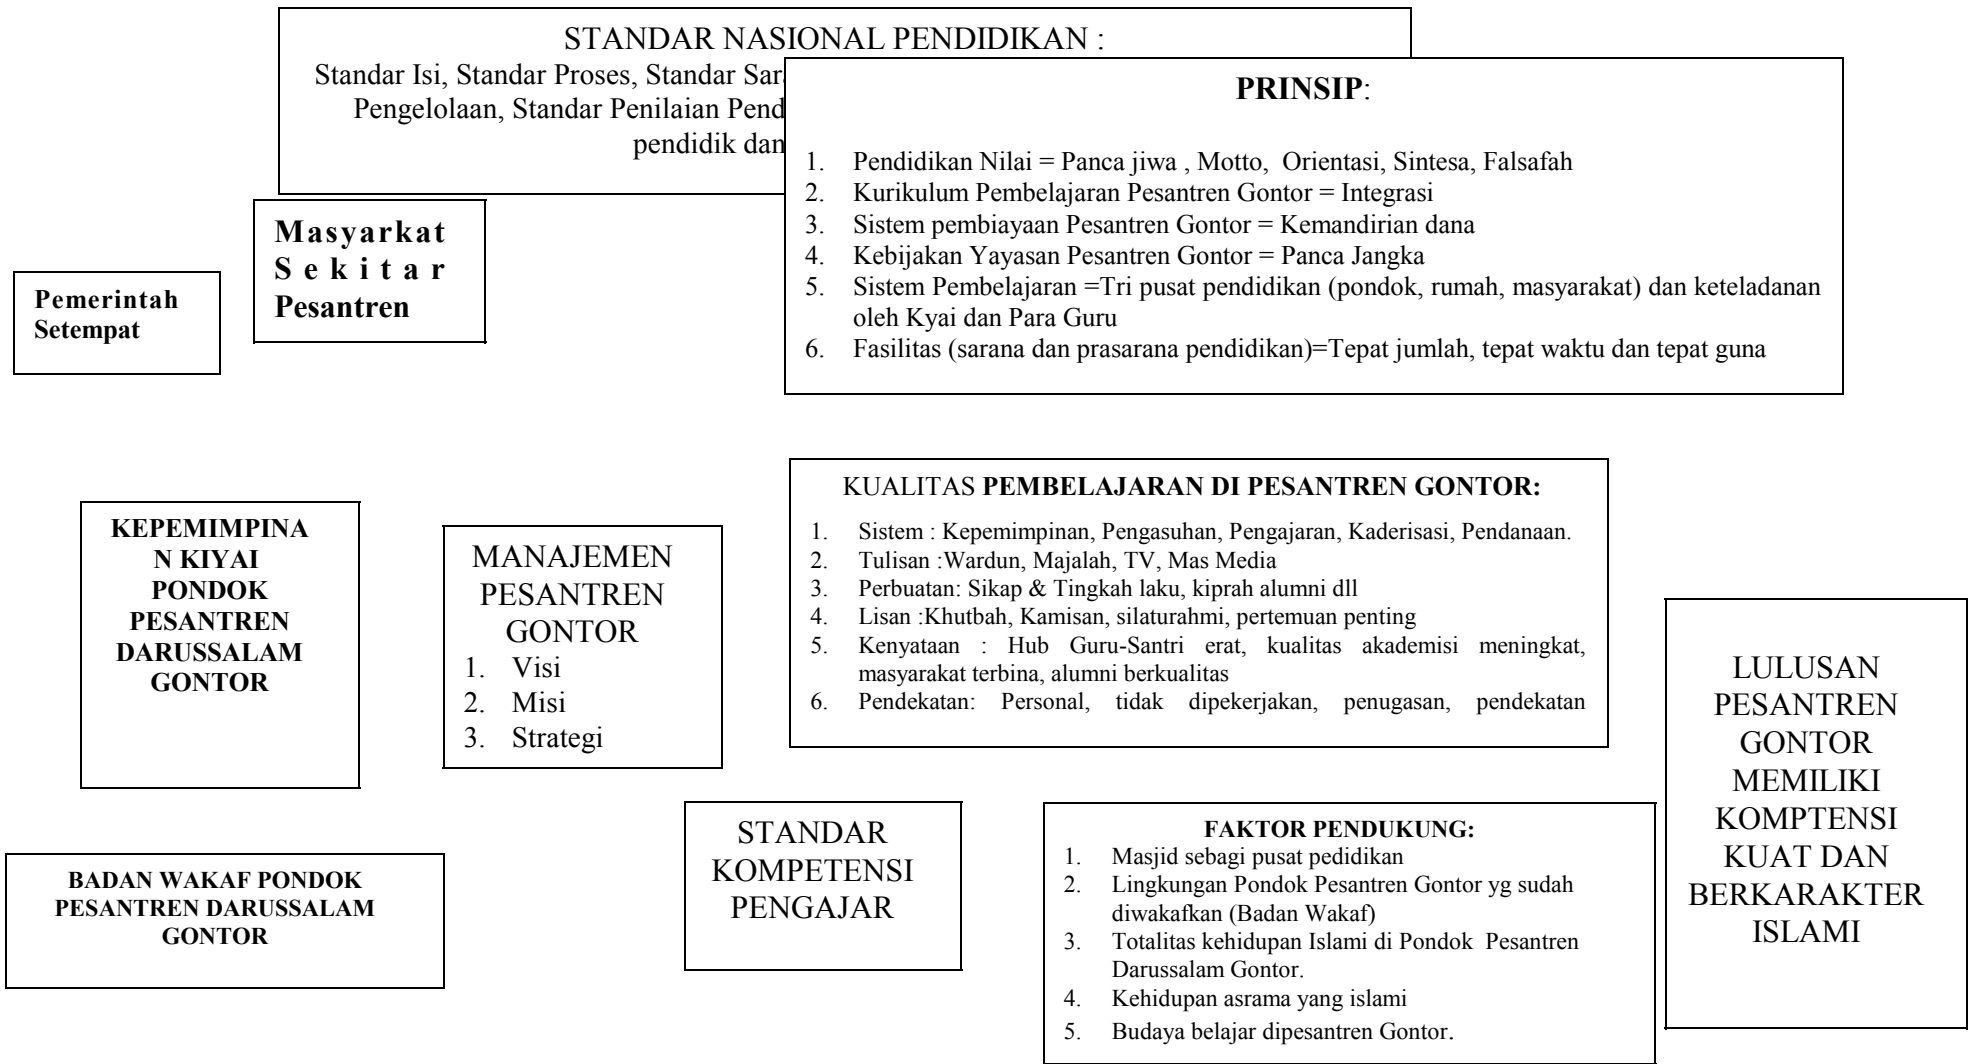 STANDAR NASIONAL PENDIDIKAN :
Standar Isi, Standar Proses, Standar
Pengelolaan, Standar Penilaian
pendidik dan
PRINSIP:
1. Pendidikan Nilai = Panca jiwa , Motto, Orientasi, Sintesa, Falsafah
2. Kurikulum Pembelajaran Pesantren Gontor = Integrasi
3. Sistem pembiayaan Pesantren Gontor = Kemandirian dana
4. Kebijakan Yayasan Pesantren Gontor = Panca Jangka
5. Sistem Pembelajaran =Tri pusat pendidikan (pondok, rumah, masyarakat) dan keteladanan
oleh Kyai dan Para Guru
6. Fasilitas (sarana dan prasarana pendidikan)=Tepat jumlah, tepat waktu dan tepat guna
Masyarkat
Sekitar
Pesantren
Pemerintah
Setempat
KEPEMIMPINA
N KIYAI
PONDOK
PESANTREN
DARUSSALAM
GONTOR
MANAJEMEN
PESANTREN
GONTOR
1. Visi
2. Misi
3. Strategi
KUALITAS PEMBELAJARAN DI PESANTREN GONTOR:
1. Sistem : Kepemimpinan, Pengasuhan, Pengajaran, Kaderisasi, Pendanaan.
2. Tulisan :Wardun, Majalah, TV, Mas Media
3. Perbuatan: Sikap & Tingkah laku, kiprah alumni dll
4. Lisan :Khutbah, Kamisan, silaturahmi, pertemuan penting
5. Kenyataan : Hub Guru-Santri erat, kualitas akademisi meningkat,
masyarakat terbina, alumni berkualitas
6. Pendekatan: Personal, tidak dipekerjakan, penugasan, pendekatan
LULUSAN
PESANTREN
GONTOR
MEMILIKI
KOMPTENSI
KUAT DAN
BERKARAKTER
ISLAMI
BADAN WAKAF PONDOK
PESANTREN DARUSSALAM
GONTOR
STANDAR
KOMPETENSI
PENGAJAR
FAKTOR PENDUKUNG:
1. Masjid sebagi pusat pedidikan
2. Lingkungan Pondok Pesantren Gontor yg sudah
diwakafkan (Badan Wakaf)
3. Totalitas kehidupan Islami di Pondok Pesantren
Darussalam Gontor.
4. Kehidupan asrama yang islami
5. Budaya belajar dipesantren Gontor.